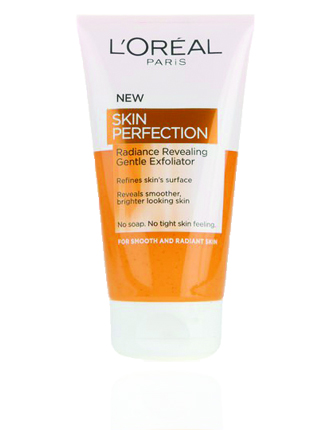 L'ORÉAL
PARiS
NEW
SKIN
PERFECTION
Radiance Revealing
Gentle Exfoliator
Refines skin's surface
Reveals smoother,
brighter looking skin
No soap. No tight skin feeling.
FOR SMOOTH AND RADIANT SKIN